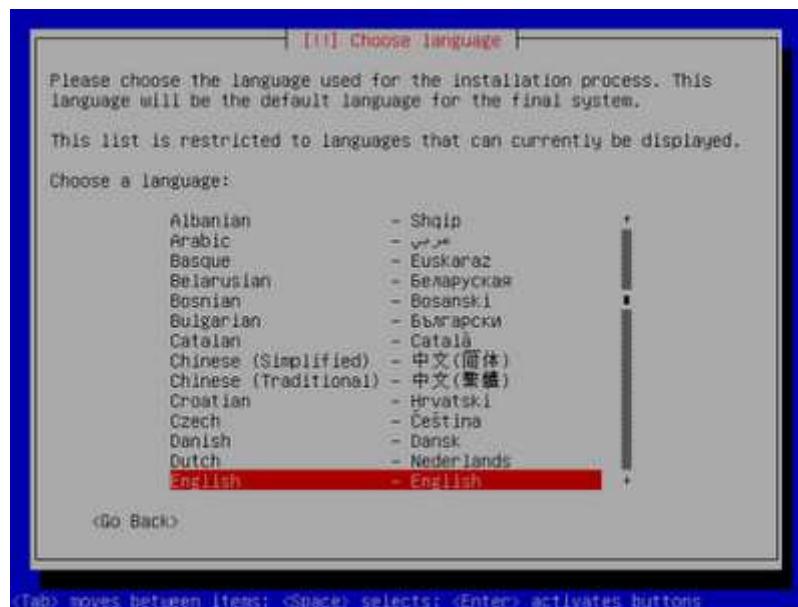 [!!] Choose language
Please choose the language used for the installation process. This
language will be the default language for the final system.
This list is restricted to languages that can currently be displayed.
Choose a language:
Albanian - Shqip
Arabic - عربي
Basque - Euskaraz
Belarusian - Беларуская
Bosnian - Bosanski
Bulgarian - Български
Catalan - Català
Chinese (Simplified) - 中文(简体)
Chinese (Traditional) - 中文(繁體)
Croatian - Hrvatski
Czech - Čeština
Danish - Dansk
Dutch - Nederlands
English - English
<Go Back>
<Tab> moves between items; <Space> selects; <Enter> activates buttons